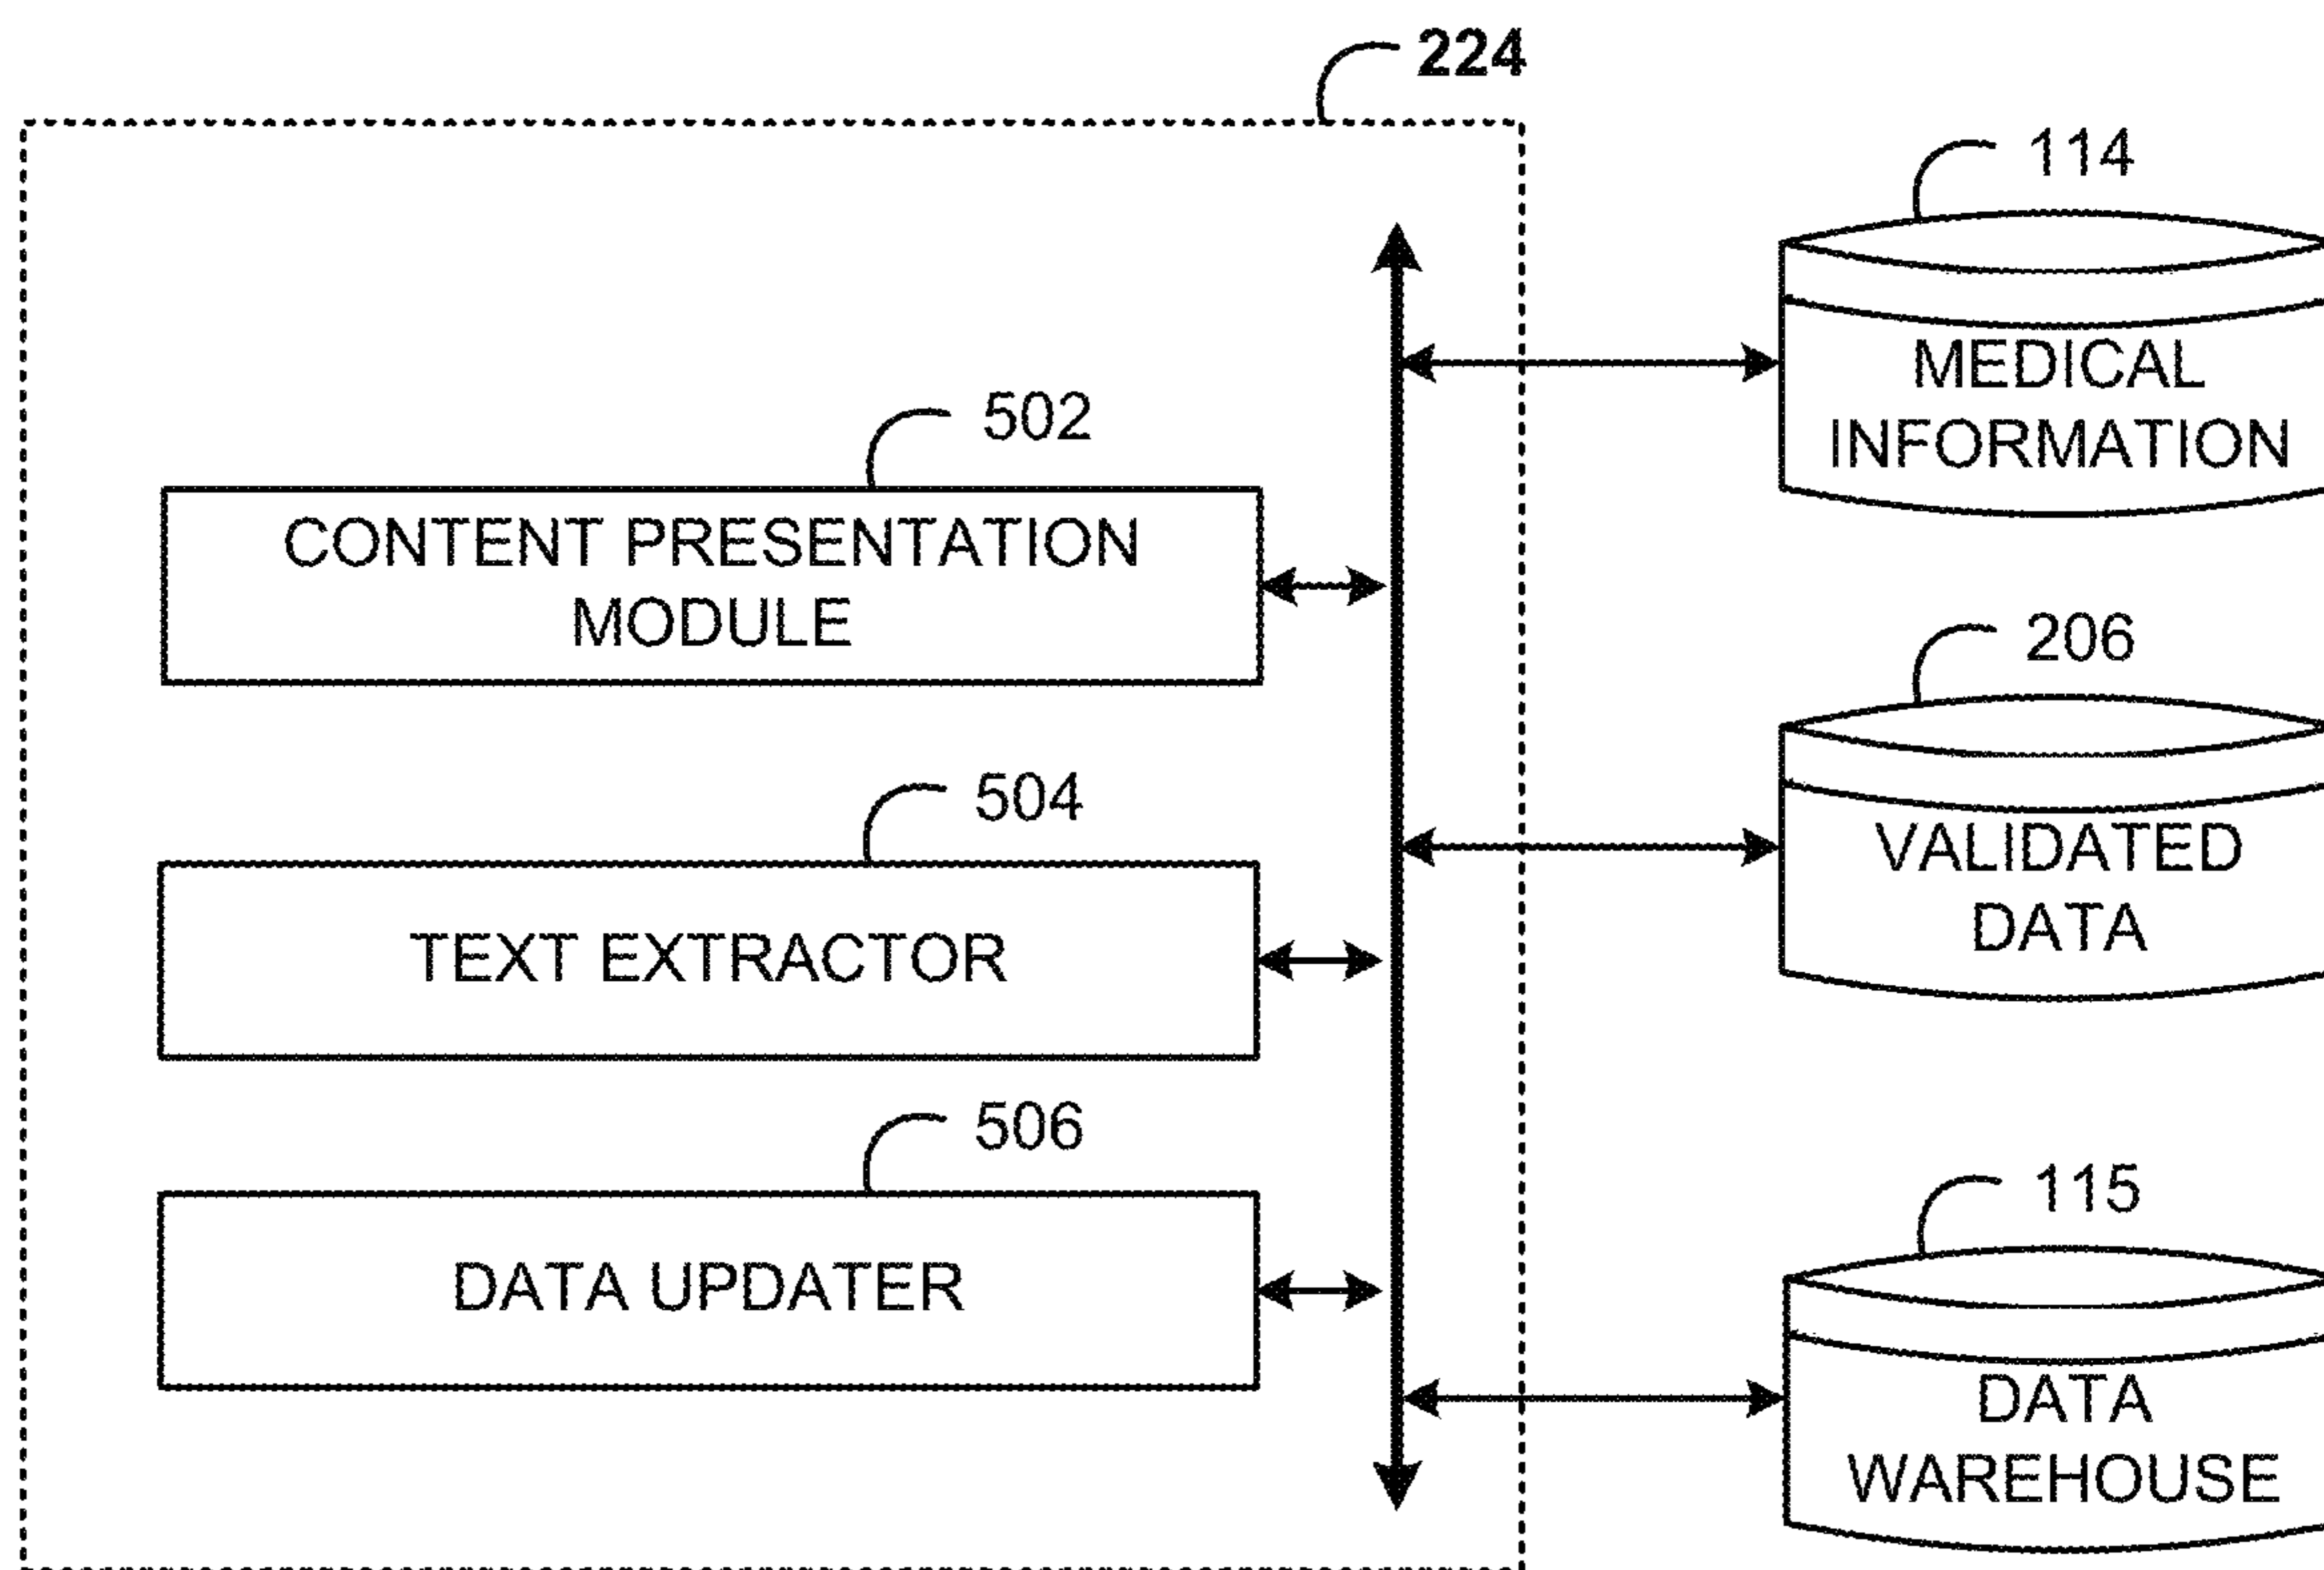 224
114
MEDICAL
INFORMATION
502
CONTENT PRESENTATION
MODULE
206
VALIDATED
DATA
504
TEXT EXTRACTOR
506
DATA UPDATER
115
DATA
WAREHOUSE